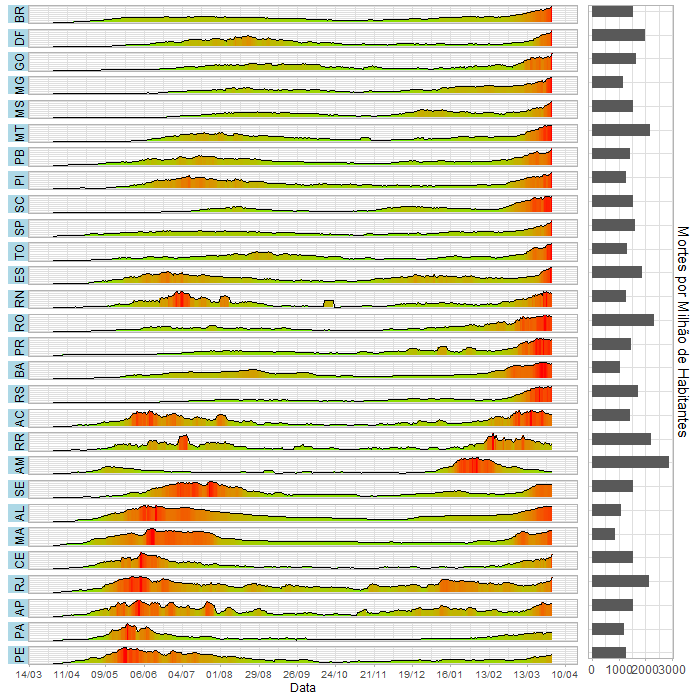 BR
DF
GO
MG
MS
MT
PB
PI
SC
SP
TO
ES
RN
RO
PR
BA
RS
AC
RR
AM
SE
AL
MA
CE
RJ
AP
PA
PE
14/03 11/04 09/05 06/06 04/07 01/08 29/08 26/09 24/10 21/11 19/12 16/01 13/02 13/03 10/04
Data
0 1000 2000 3000
Mortes por Milhão de Habitantes